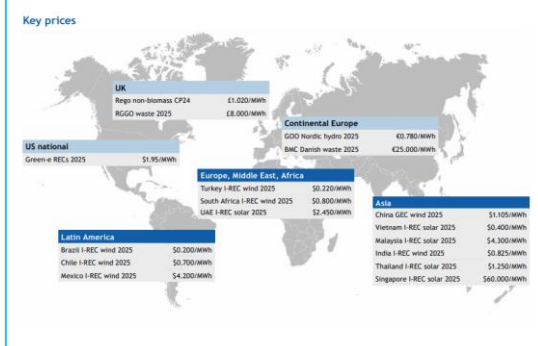 Key prices
UK
Rego non-biomass CP24 £1.020/MWh
RGGO waste 2025 £8.000/MWh
Continental Europe
GOO Nordic hydro 2025 €0.780/MWh
BMC Danish waste 2025 €25.000/MWh
US national
Green-e RECs 2025 $1.95/MWh
Europe, Middle East, Africa
Turkey I-REC wind 2025 $0.220/MWh
South Africa I-REC wind 2025 $0.800/MWh
UAE I-REC solar 2025 $2.450/MWh
Asia
China GEC wind 2025 $1.105/MWh
Vietnam I-REC solar 2025 $0.400/MWh
Malaysia I-REC solar 2025 $4.300/MWh
India I-REC wind 2025 $0.825/MWh
Thailand I-REC solar 2025 $1.250/MWh
Singapore I-REC solar 2025 $60.000/MWh
Latin America
Brazil I-REC wind 2025 $0.200/MWh
Chile I-REC wind 2025 $0.700/MWh
Mexico I-REC wind 2025 $4.200/MWh